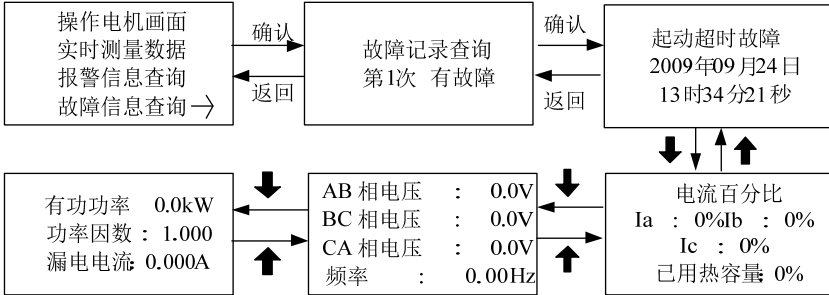 操作电机画面
实时测量数据
报警信息查询
故障信息查询→
确认
返回
故障记录查询
第1次 有故障
确认
返回
起动超时故障
2009年09月24日
13时34分21秒
有功功率 0.0kW
功率因数：1.000
漏电电流：0.000A
AB相电压 ： 0.0V
BC相电压 ： 0.0V
CA相电压 ： 0.0V
频率 ： 0.00Hz
电流百分比
Ia ：0%Ib ：0%
Ic ：0%
已用热容量：0%